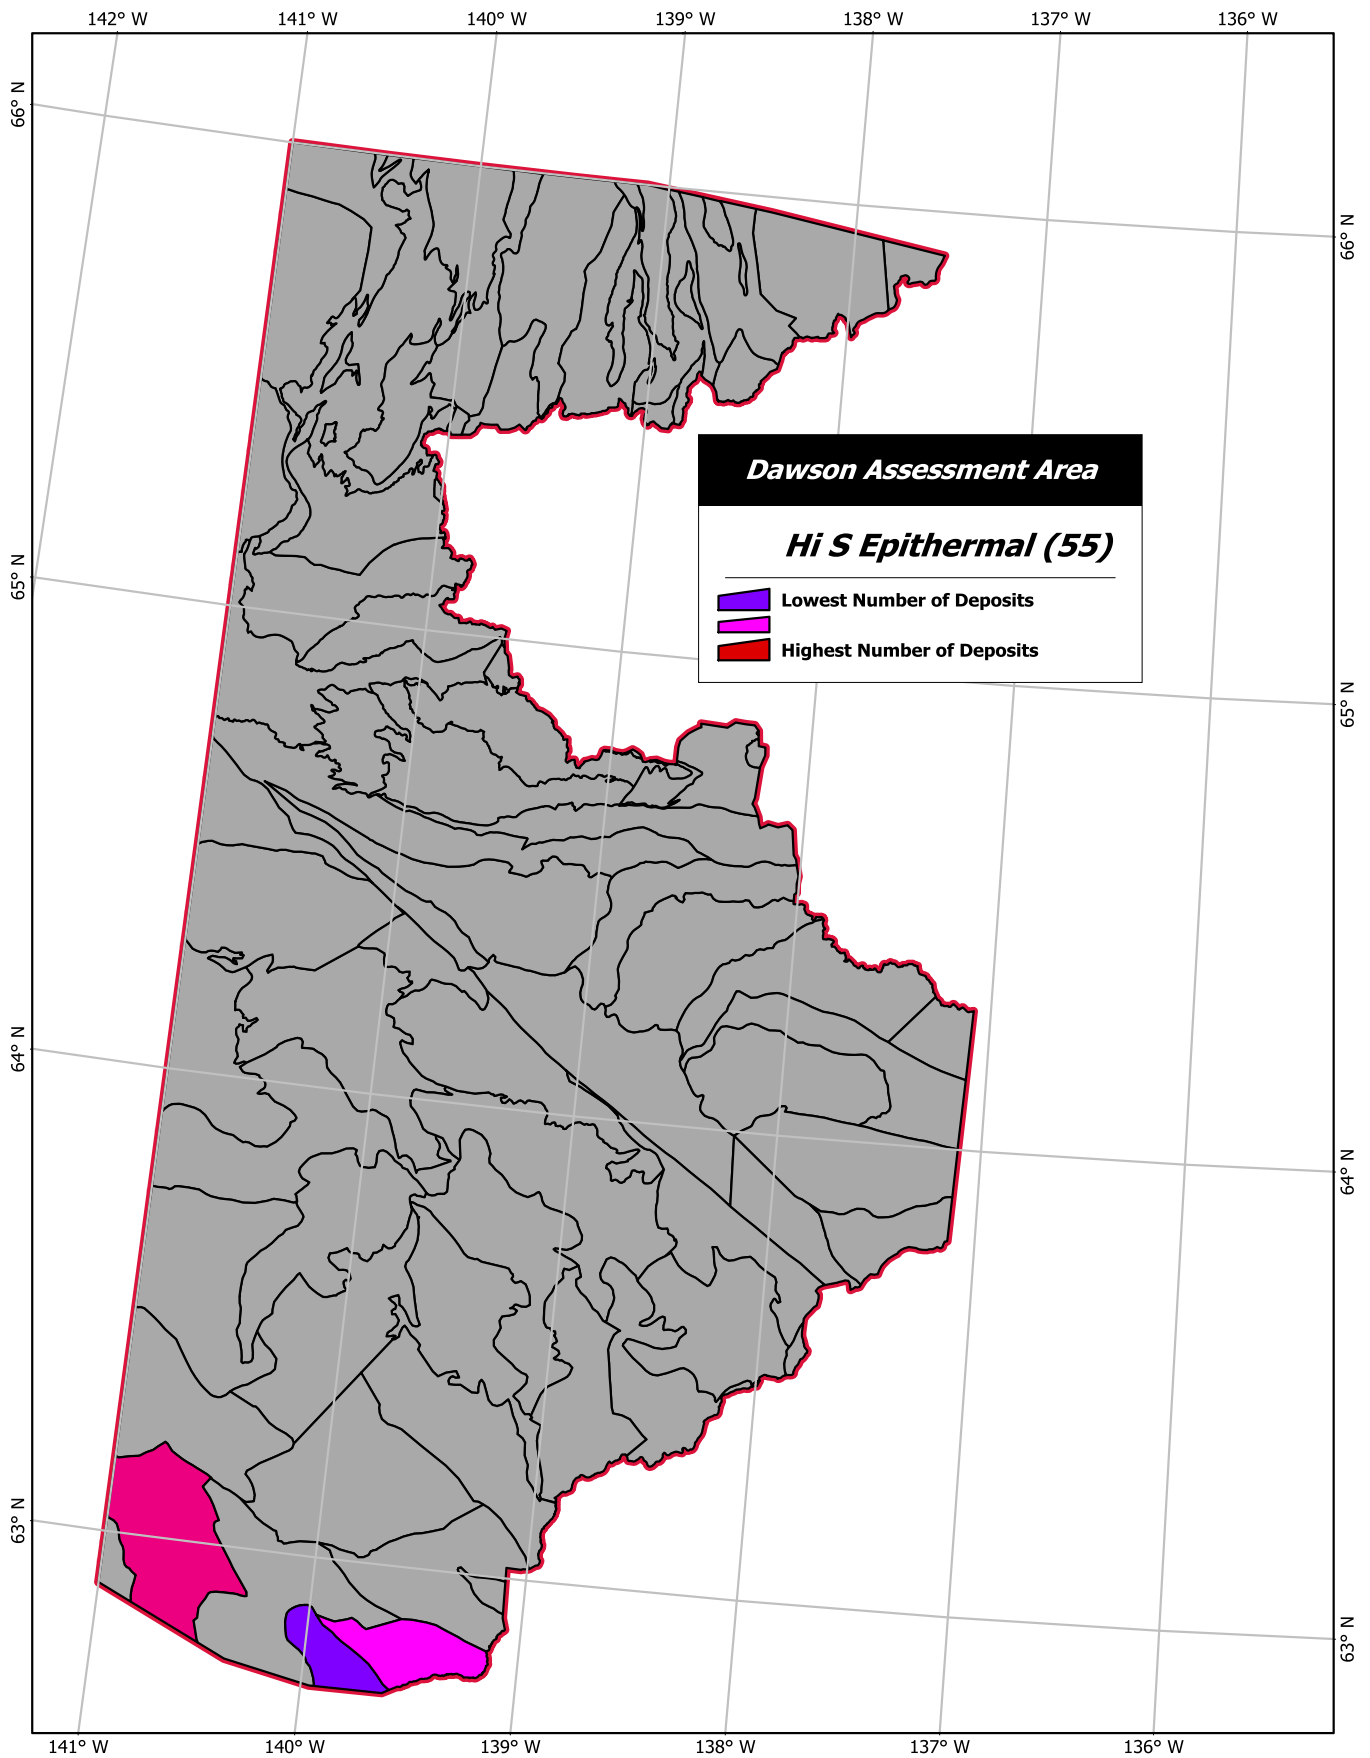 142° W 141° W 140° W 139° W 138° W 137° W 136° W
66° N
66° N
Dawson Assessment Area
Hi S Epithermal (55)
Lowest Number of Deposits
Highest Number of Deposits
65° N
65° N
64° N
64° N
63° N
63° N
141° W 140° W 139° W 138° W 137° W 136° W